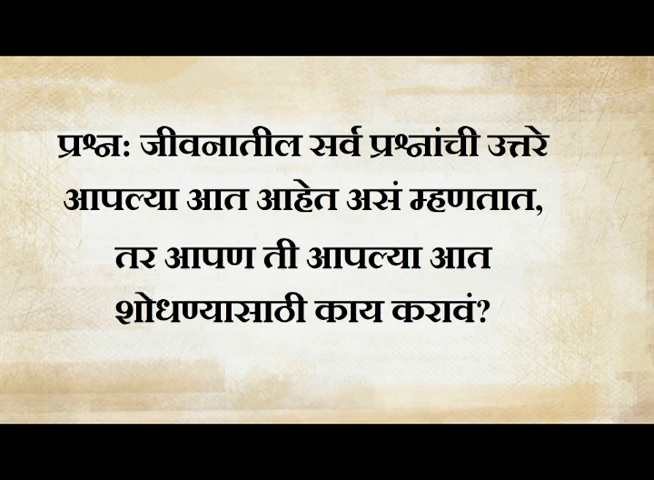 प्रश्न: जीवनातील सर्व प्रश्नांची उत्तरे
आपल्या आत आहेत असं म्हणतात,
तर आपण ती आपल्या आत
शोधण्यासाठी काय करावं?